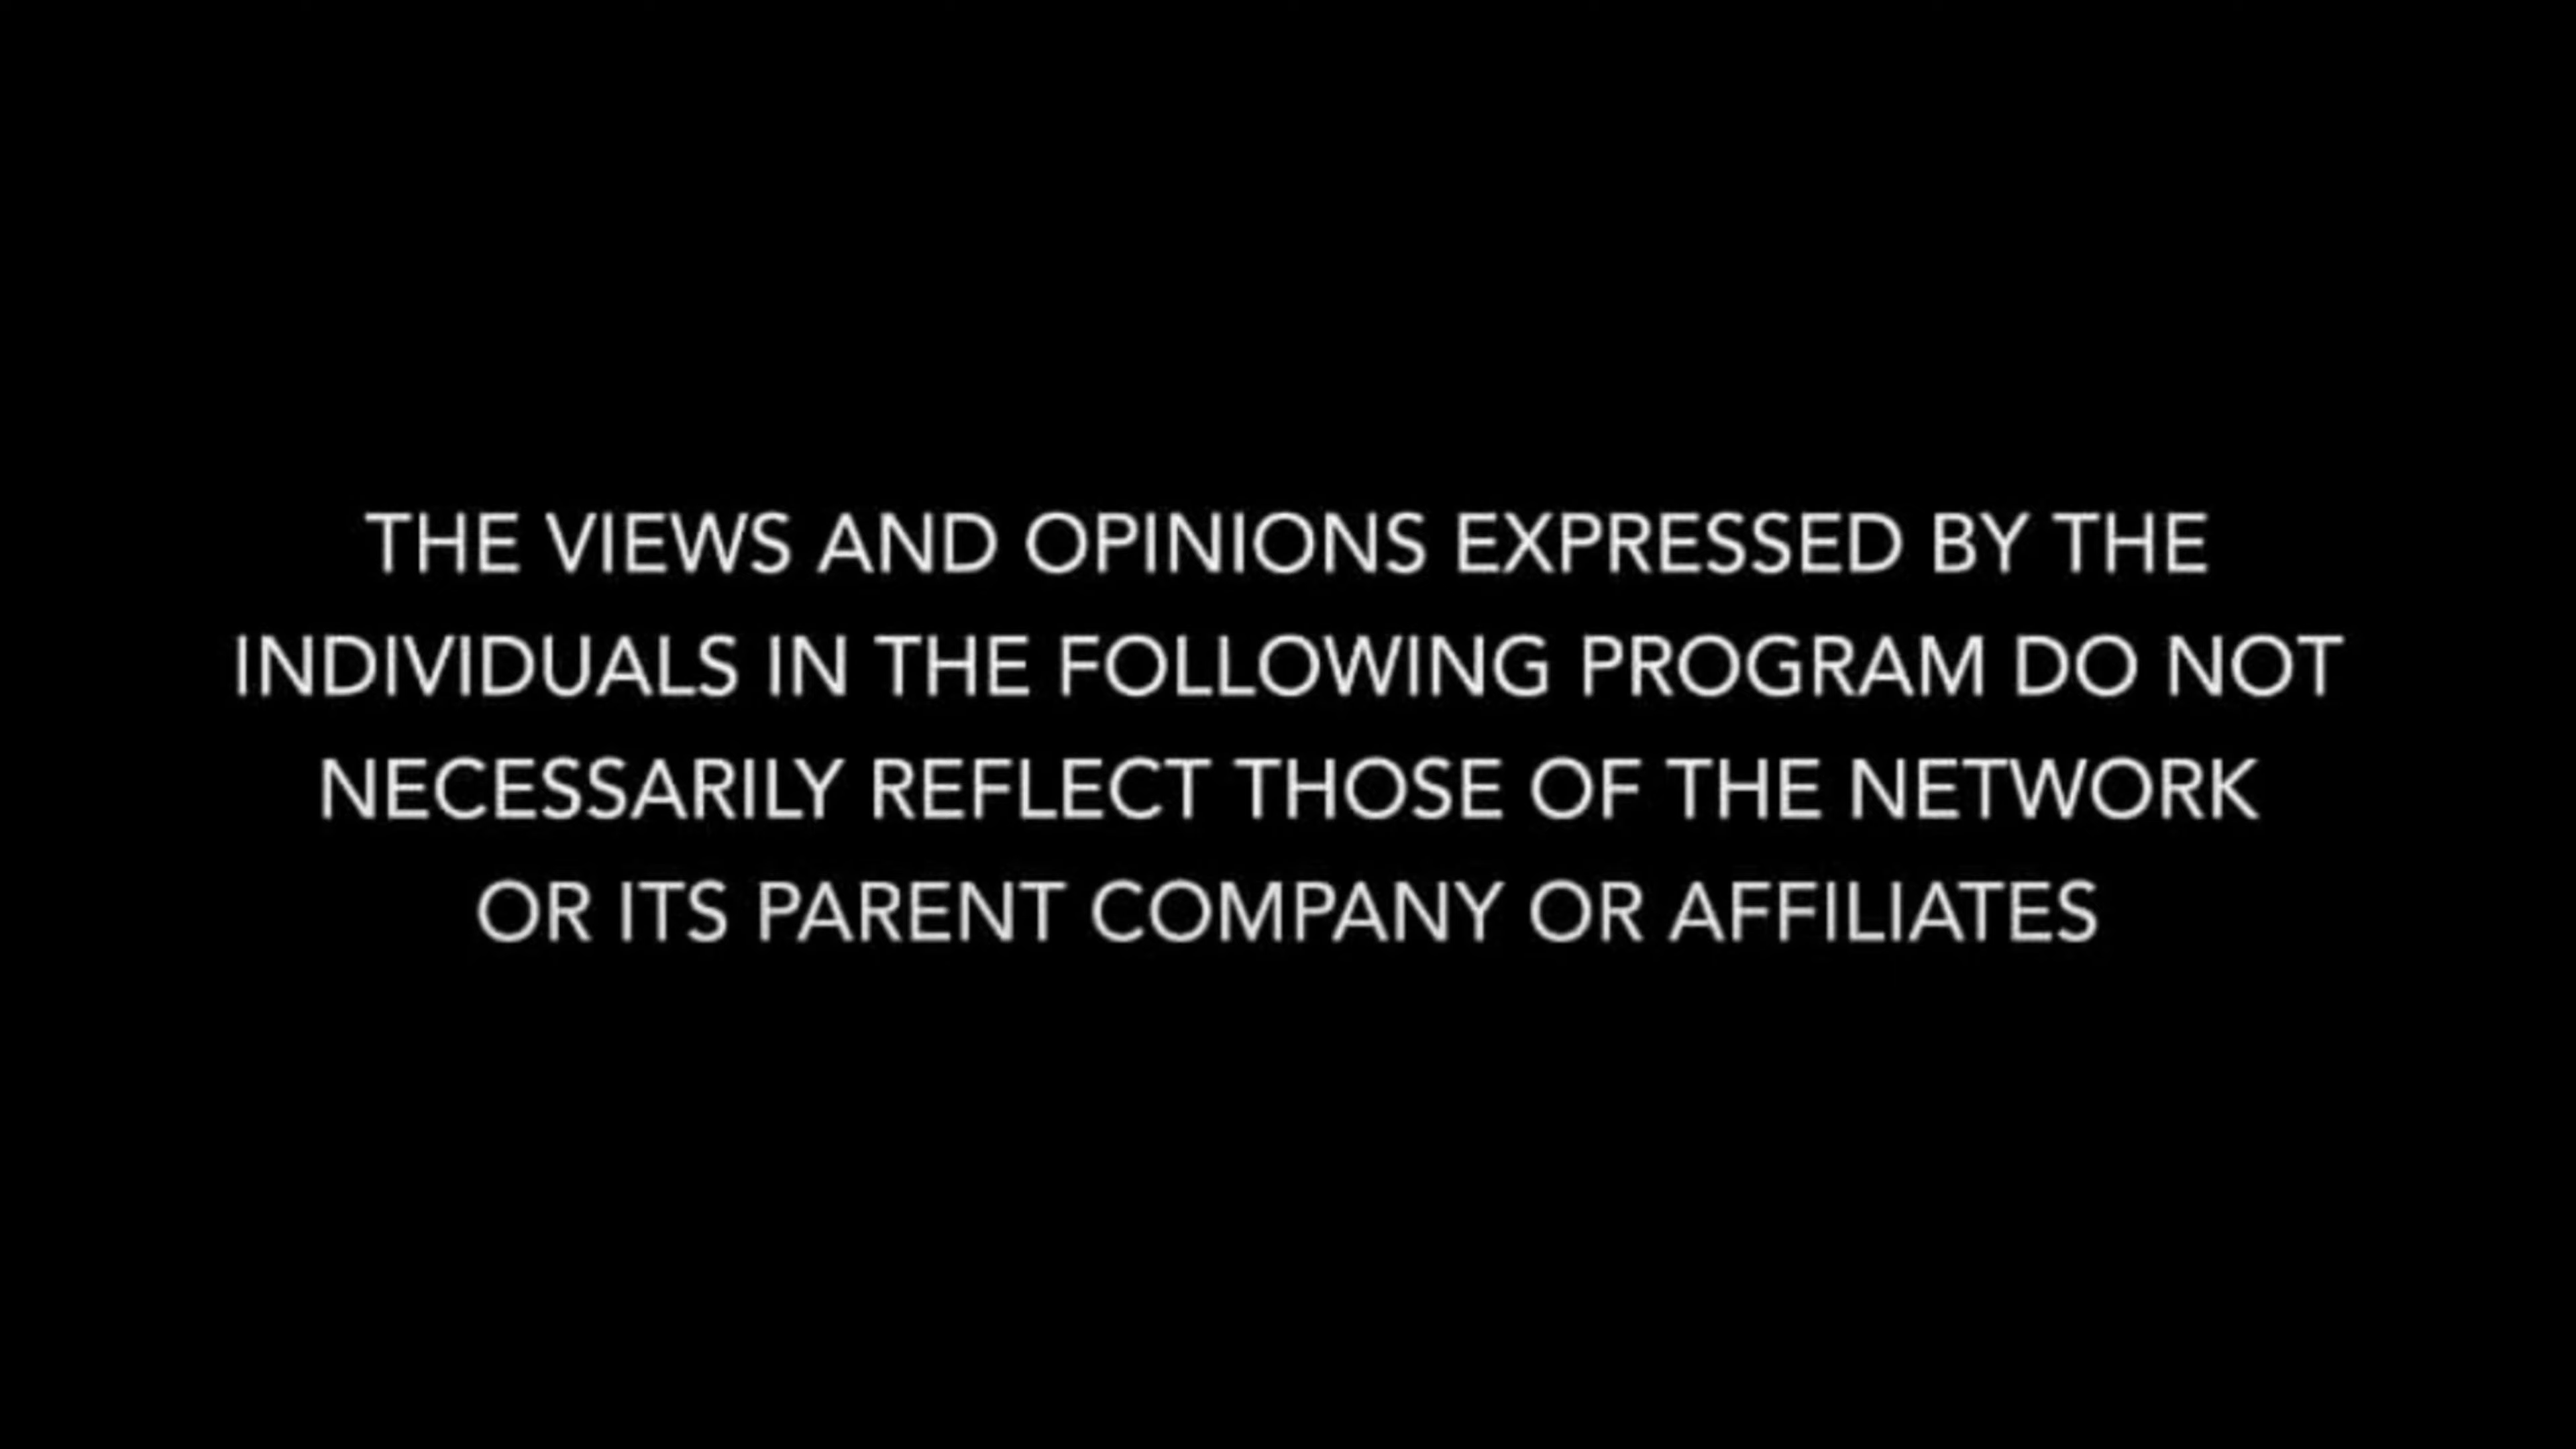 THE VIEWS AND OPINIONS EXPRESSED BY THE
INDIVIDUALS IN THE FOLLOWING PROGRAM DO NOT
NECESSARILY REFLECT THOSE OF THE NETWORK
OR ITS PARENT COMPANY OR AFFILIATES